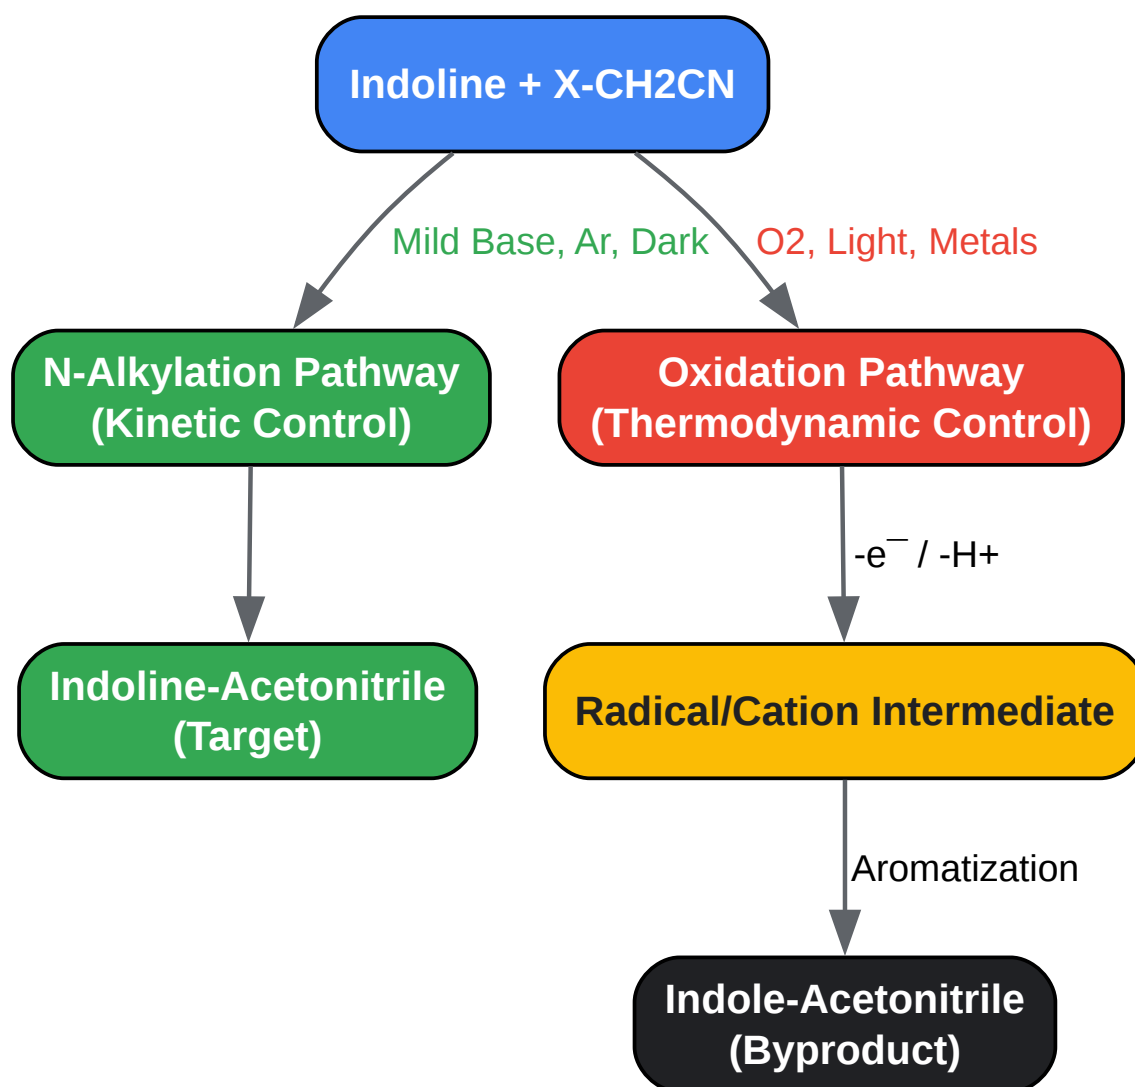 Indoline + X-CH2CN
Mild Base, Ar, Dark
O2, Light, Metals
N-Alkylation Pathway
(Kinetic Control)
Oxidation Pathway
(Thermodynamic Control)
-e¯ / -H+
Indoline-Acetonitrile
(Target)
Radical/Cation Intermediate
Aromatization
Indole-Acetonitrile
(Byproduct)